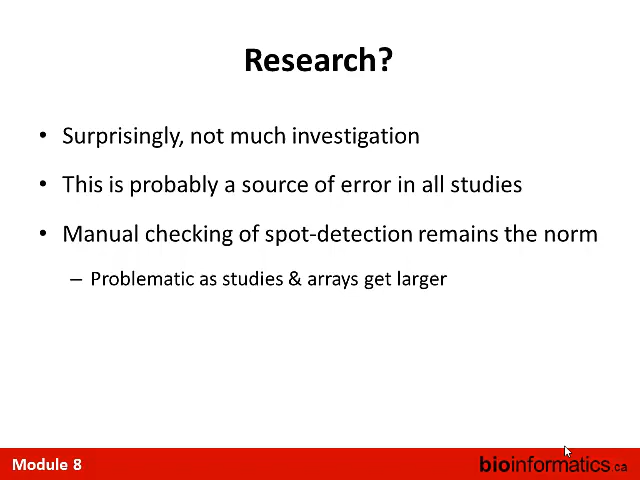 Research?
• Surprisingly, not much investigation
• This is probably a source of error in all studies
• Manual checking of spot-detection remains the norm
– Problematic as studies & arrays get larger
Module 8
bioinformatics.ca